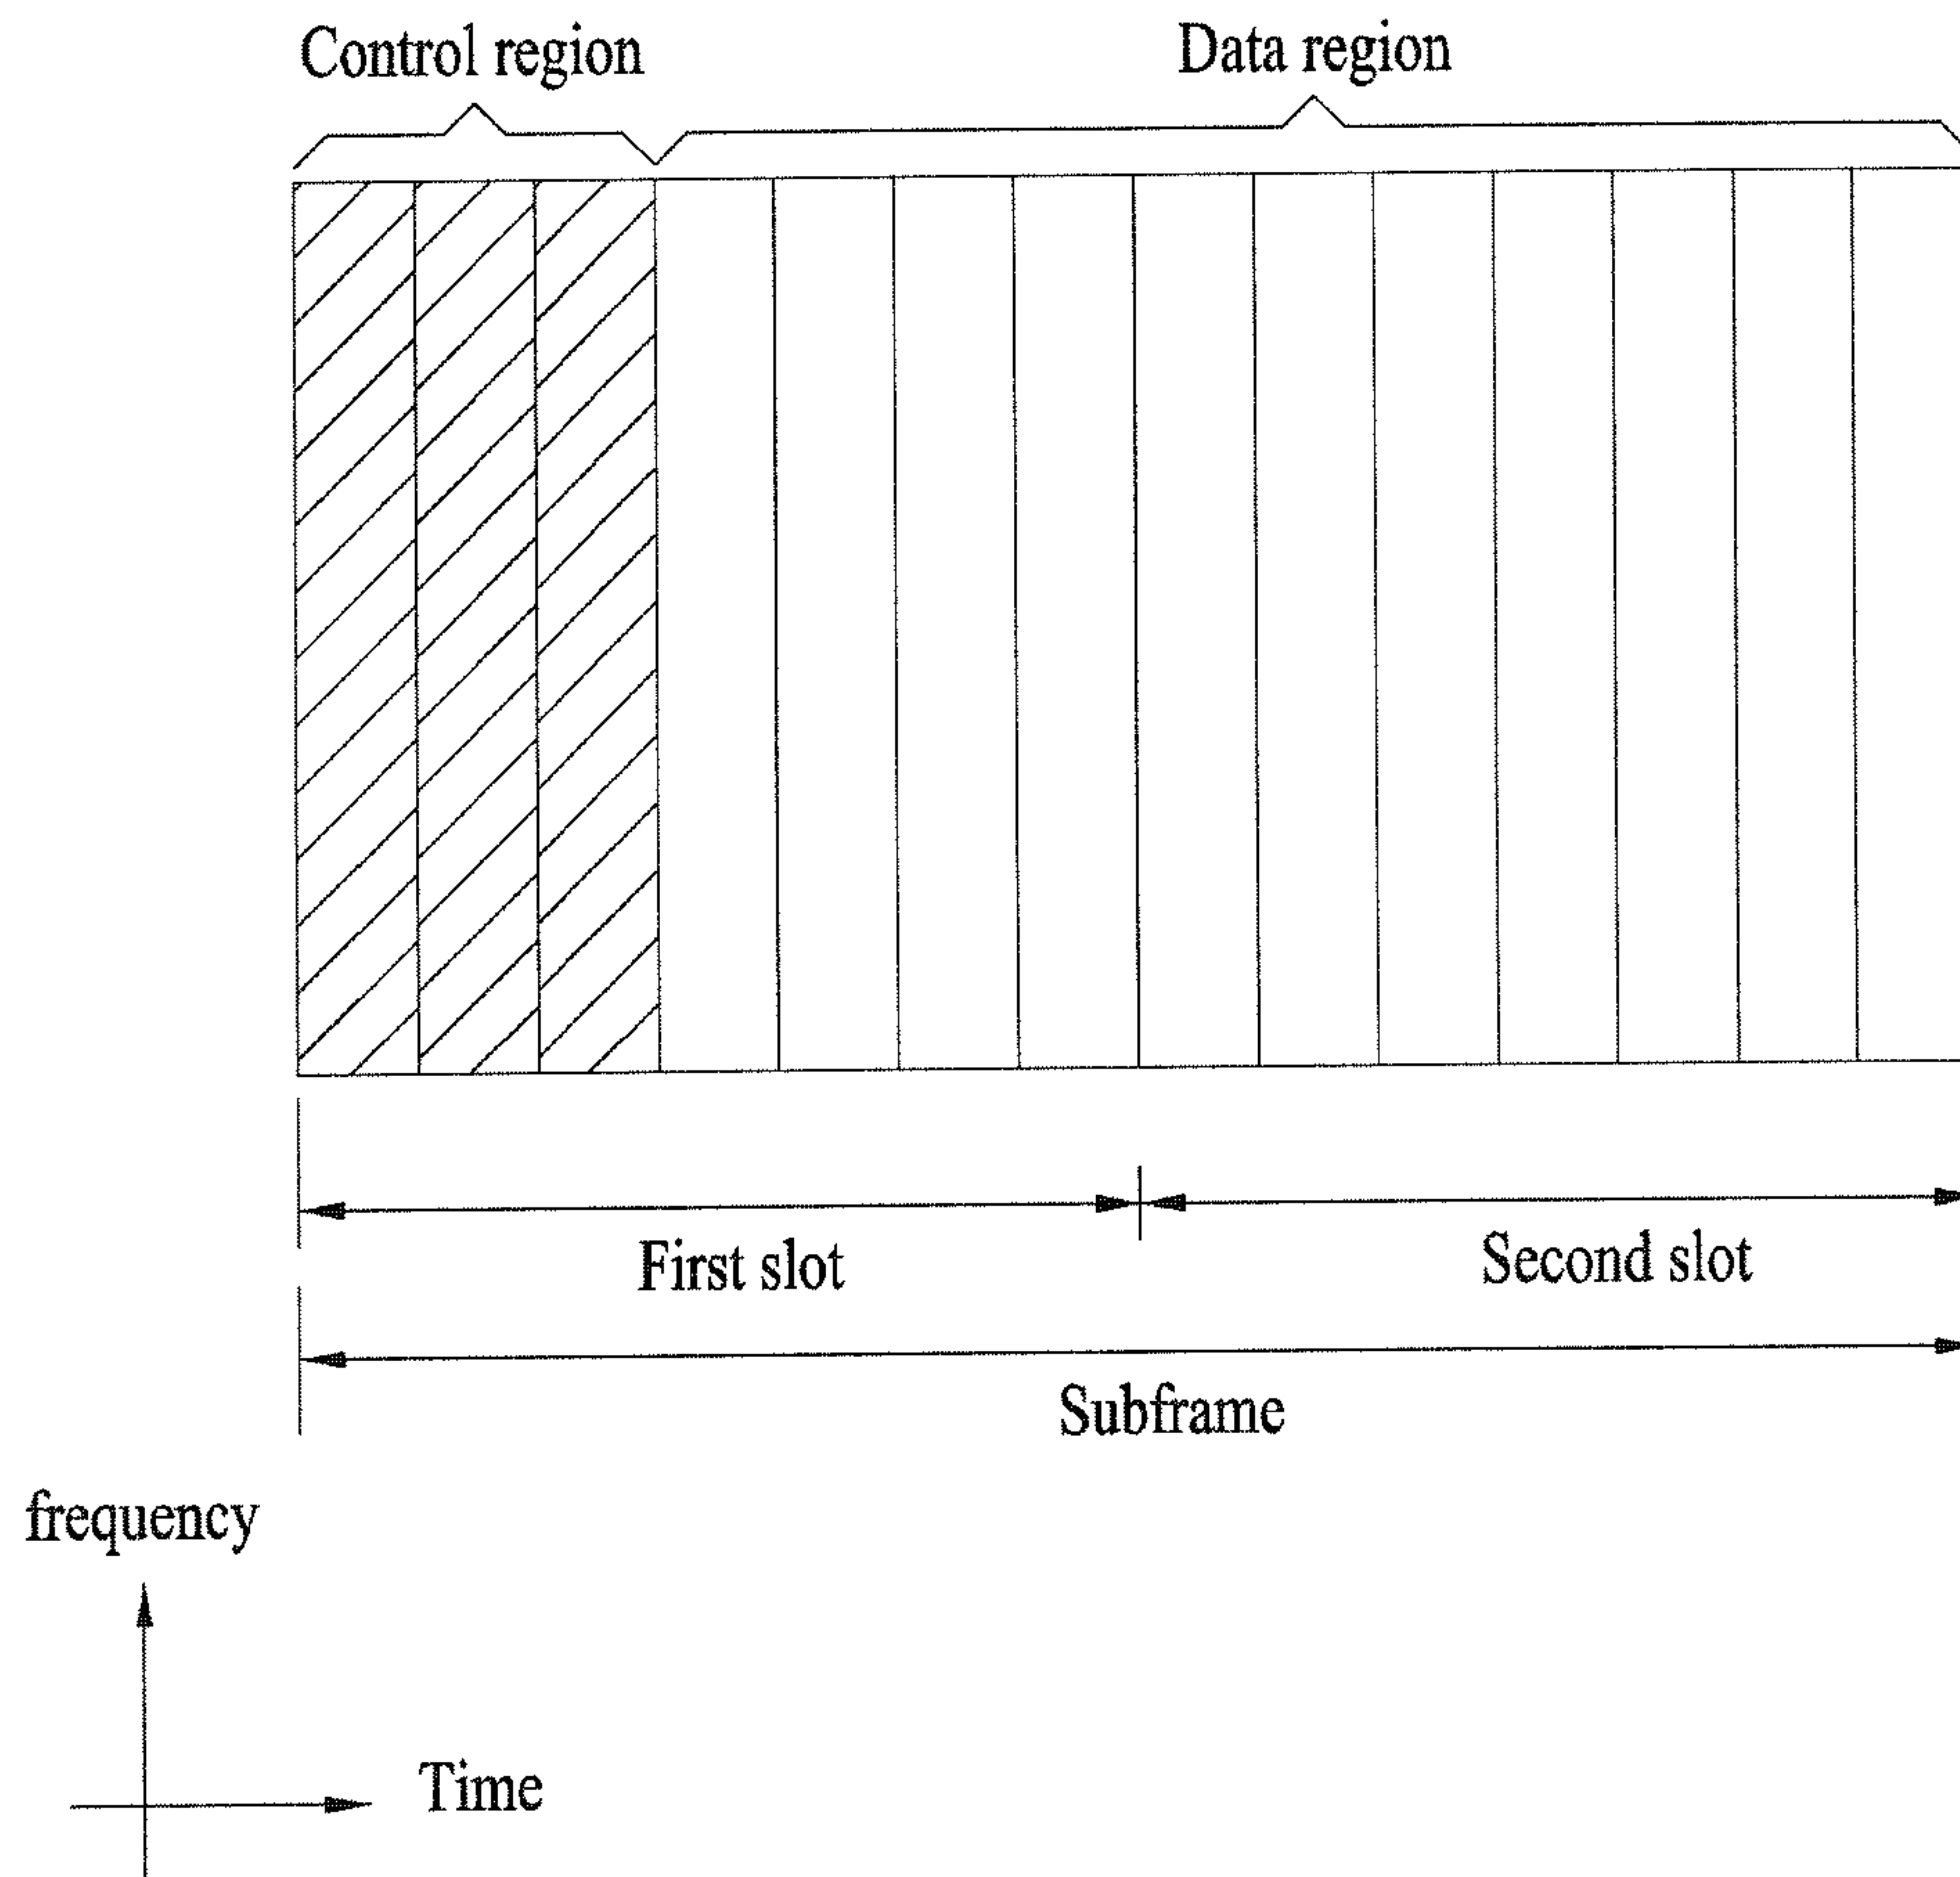 Control region
Data region
First slot
Second slot
Subframe
frequency
Time